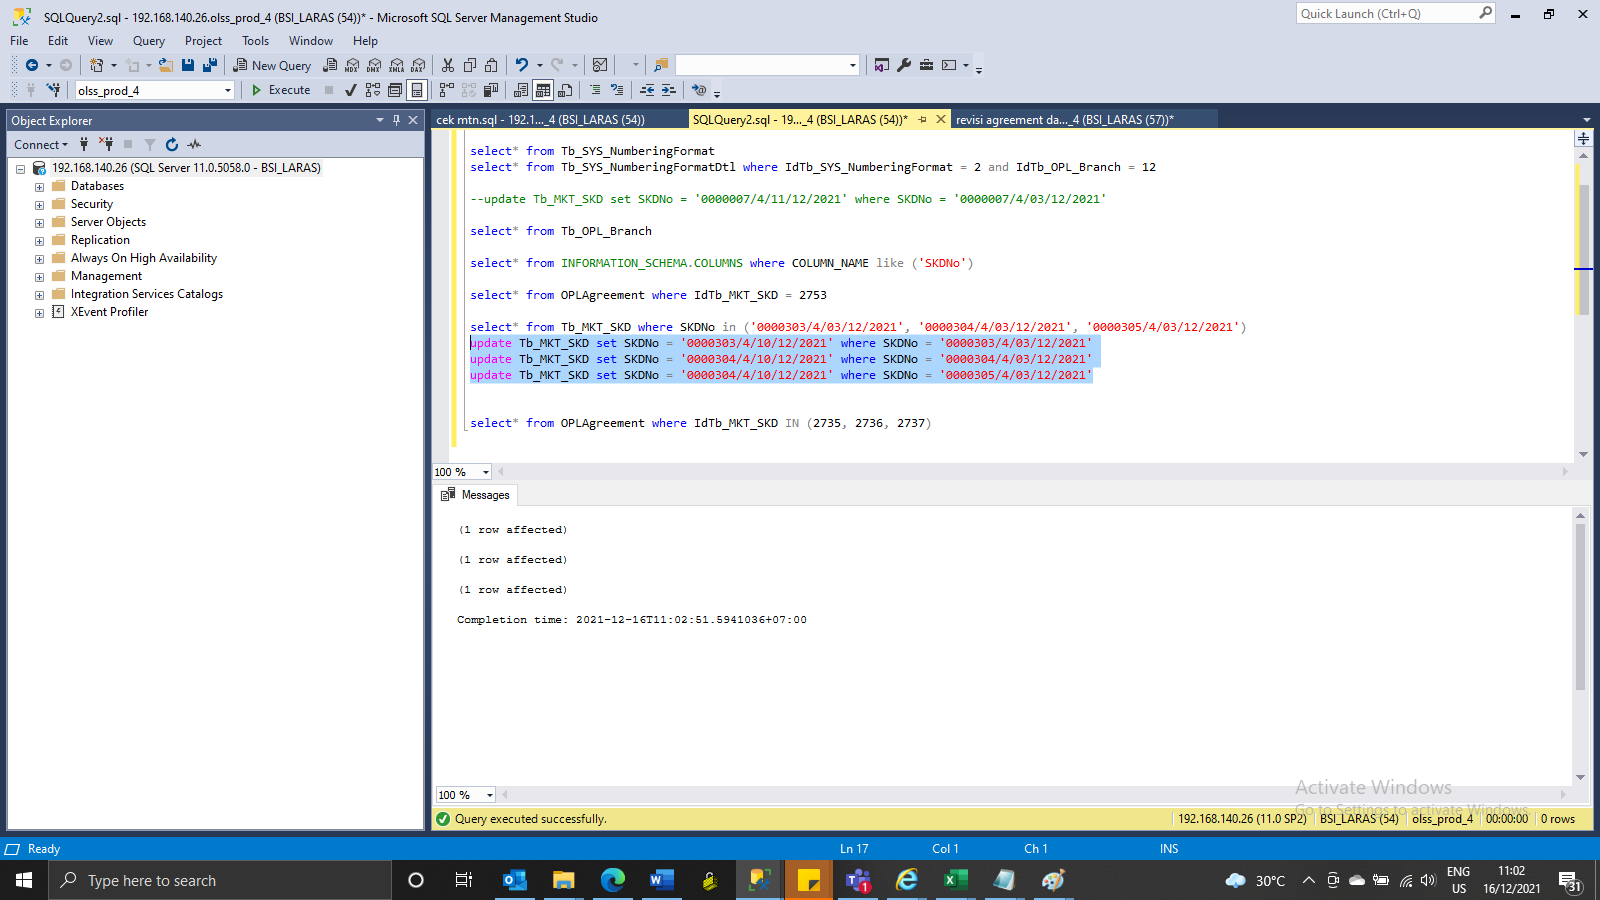 SQLQuery2.sql - 192.168.140.26.olss_prod_4 (BSI_LARAS (54))* - Microsoft SQL Server Management Studio
Quick Launch (Ctrl+Q)
File Edit View Query Project Tools Window Help
New Query
MDX DMX XMLA DAX
olss_prod_4
Execute
Object Explorer
Connect
192.168.140.26 (SQL Server 11.0.5058.0 - BSI_LARAS)
Databases
Security
Server Objects
Replication
Always On High Availability
Management
Integration Services Catalogs
XEvent Profiler
cek mtn.sql - 192.1..._4 (BSI_LARAS (54))
SQLQuery2.sql - 19..._4 (BSI_LARAS (54))*
revisi agreement da..._4 (BSI_LARAS (57))*
select* from Tb_SYS_NumberingFormat
select* from Tb_SYS_NumberingFormatDtl where IdTb_SYS_NumberingFormat = 2 and IdTb_OPL_Branch = 12
--update Tb_MKT_SKD set SKDNo = '0000007/4/11/12/2021' where SKDNo = '0000007/4/03/12/2021'
select* from Tb_OPL_Branch
select* from INFORMATION_SCHEMA.COLUMNS where COLUMN_NAME like ('SKDNo')
select* from OPLAgreement where IdTb_MKT_SKD = 2753
select* from Tb_MKT_SKD where SKDNo in ('0000303/4/03/12/2021', '0000304/4/03/12/2021', '0000305/4/03/12/2021')
update Tb_MKT_SKD set SKDNo = '0000303/4/10/12/2021' where SKDNo = '0000303/4/03/12/2021'
update Tb_MKT_SKD set SKDNo = '0000304/4/10/12/2021' where SKDNo = '0000304/4/03/12/2021'
update Tb_MKT_SKD set SKDNo = '0000304/4/10/12/2021' where SKDNo = '0000305/4/03/12/2021'
select* from OPLAgreement where IdTb_MKT_SKD IN (2735, 2736, 2737)
100 %
Messages
(1 row affected)
(1 row affected)
(1 row affected)
Completion time: 2021-12-16T11:02:51.5941036+07:00
100 %
Activate Windows
Go to Settings to activate Windows.
Query executed successfully.
192.168.140.26 (11.0 SP2) BSI_LARAS (54) olss_prod_4 00:00:00 0 rows
Ready
Ln 17 Col 1 Ch 1 INS
Type here to search
1
30°C
ENG
US
11:02
16/12/2021
31